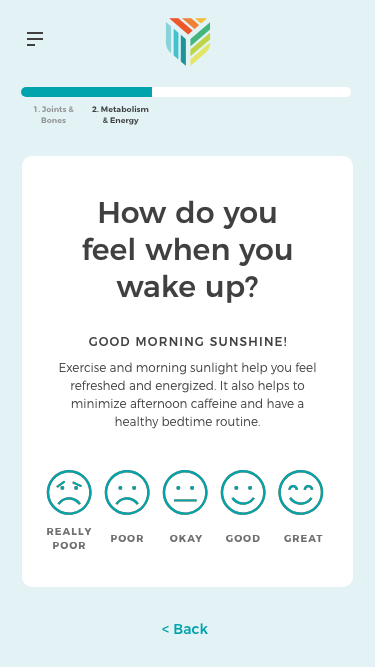 1. Joints &
Bones
2. Metabolism
& Energy
How do you
feel when you
wake up?
GOOD MORNING SUNSHINE!
Exercise and morning sunlight help you feel
refreshed and energized. It also helps to
minimize afternoon caffeine and have a
healthy bedtime routine.
REALLY
POOR
POOR
OKAY
GOOD
GREAT
< Back